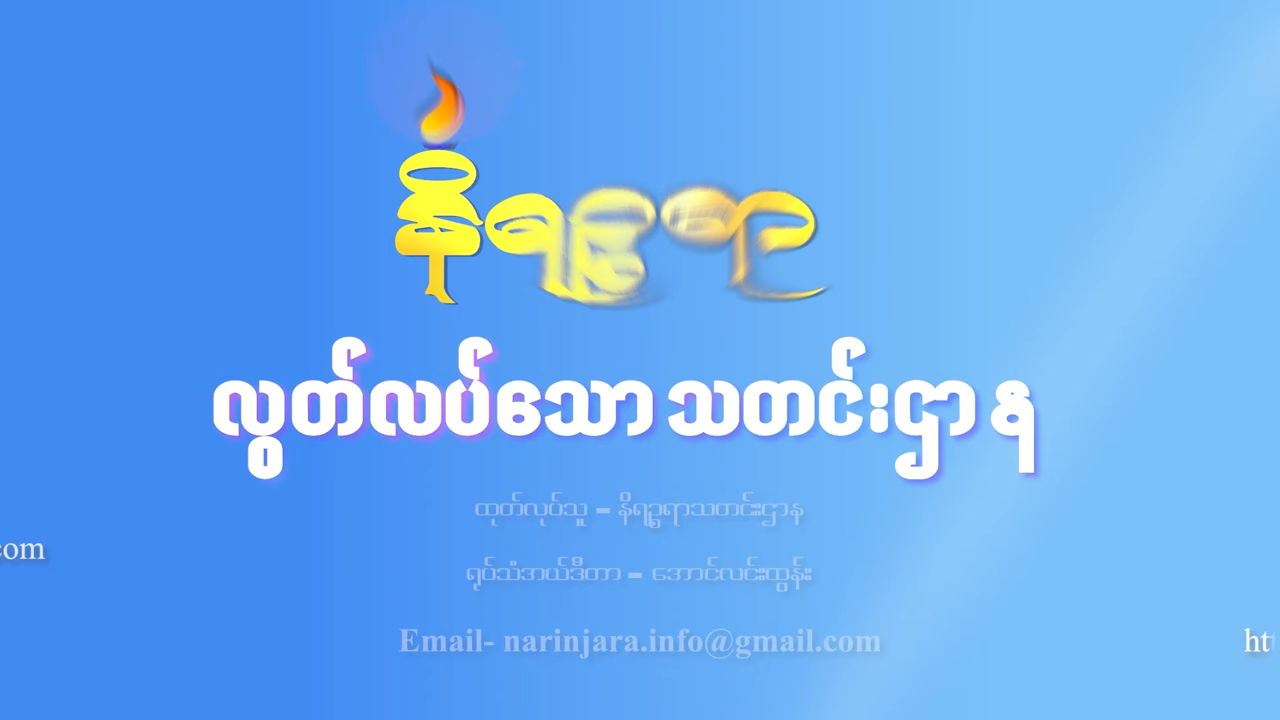 နိရဉ္စရာ
လွတ်လပ်သော သတင်းဌာန
ထုတ်လုပ်သူ – နိရဉ္စရာသတင်းဌာန
com
ရုပ်သံအယ်ဒီတာ – အောင်လင်းထွန်း
Email- narinjara.info@gmail.com
ht